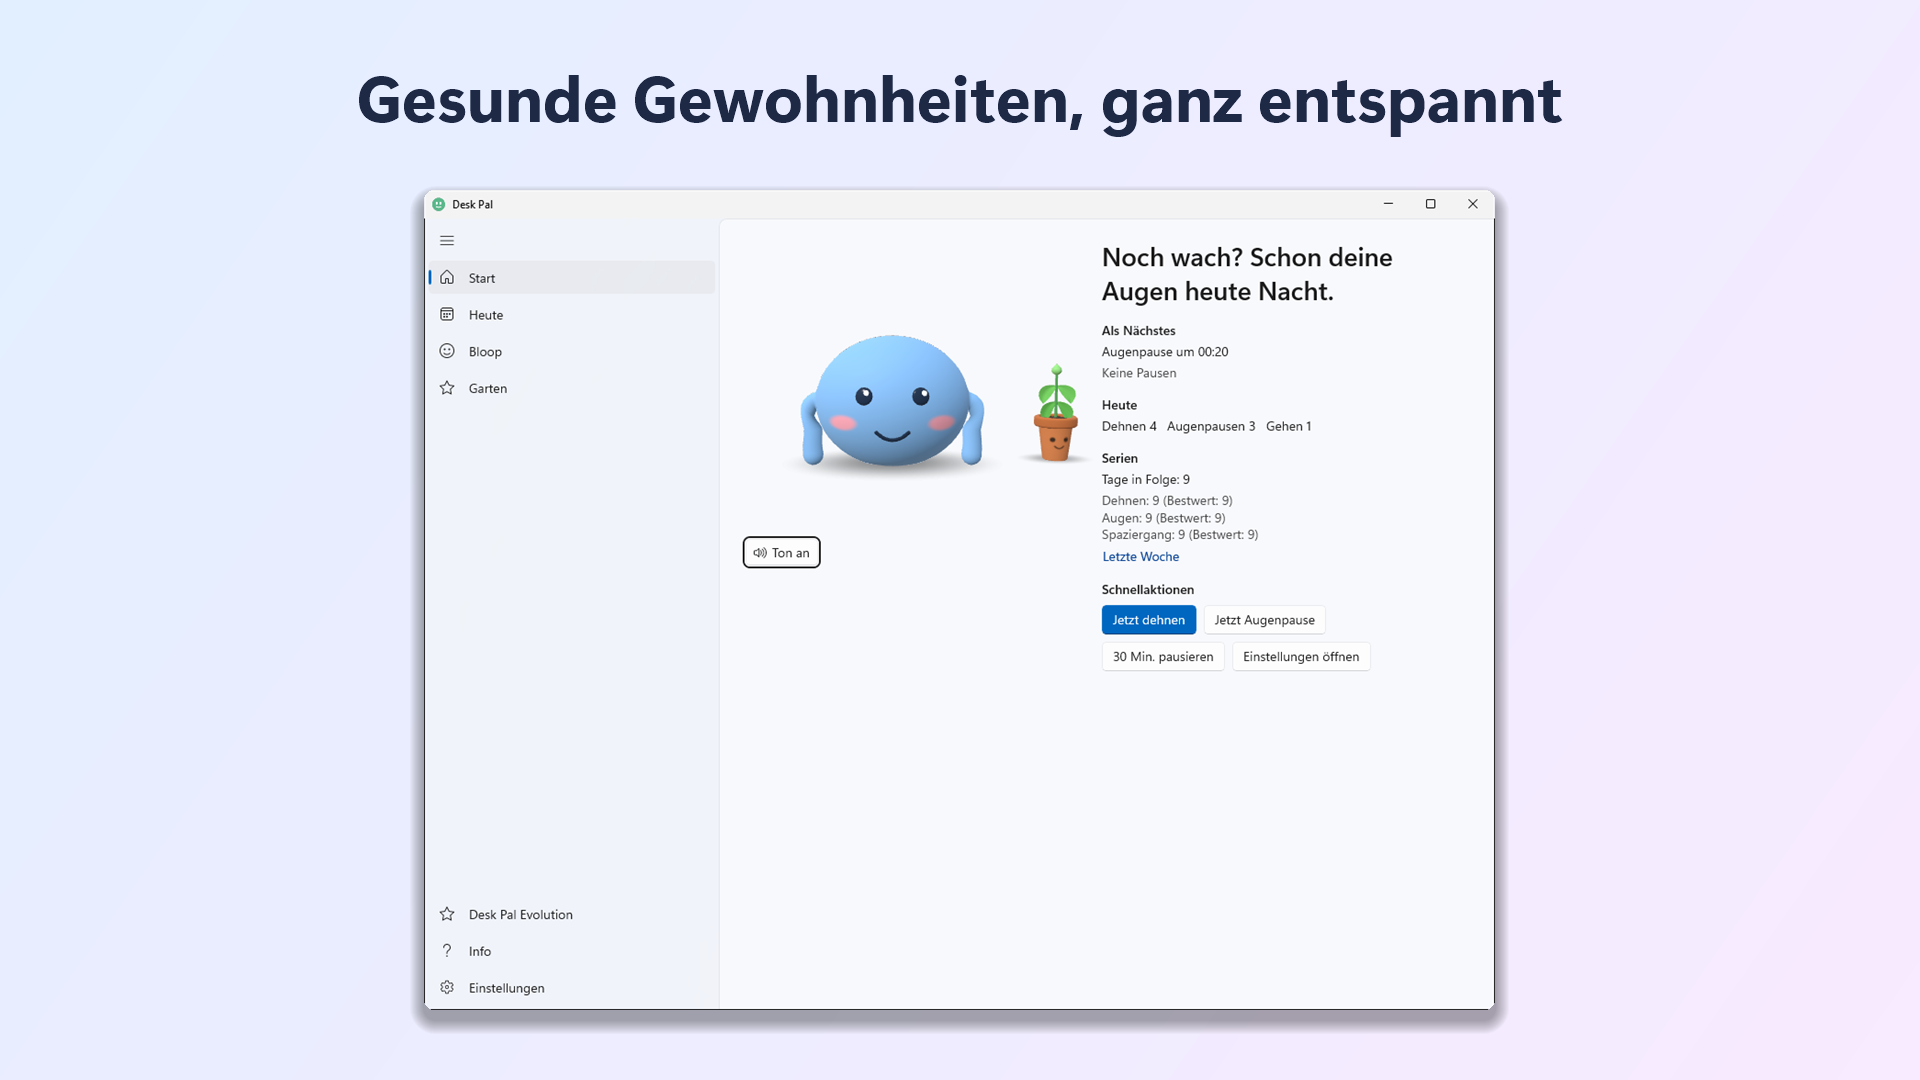 Gesunde Gewohnheiten, ganz entspannt
Desk Pal
Start
Heute
Bloop
Garten
Desk Pal Evolution
Info
Einstellungen
Ton an
Noch wach? Schon deine
Augen heute Nacht.
Als Nächstes
Augenpause um 00:20
Keine Pausen
Heute
Dehnen 4 Augenpausen 3 Gehen 1
Serien
Tage in Folge: 9
Dehnen: 9 (Bestwert: 9)
Augen: 9 (Bestwert: 9)
Spaziergang: 9 (Bestwert: 9)
Letzte Woche
Schnellaktionen
Jetzt dehnen Jetzt Augenpause
30 Min. pausieren Einstellungen öffnen